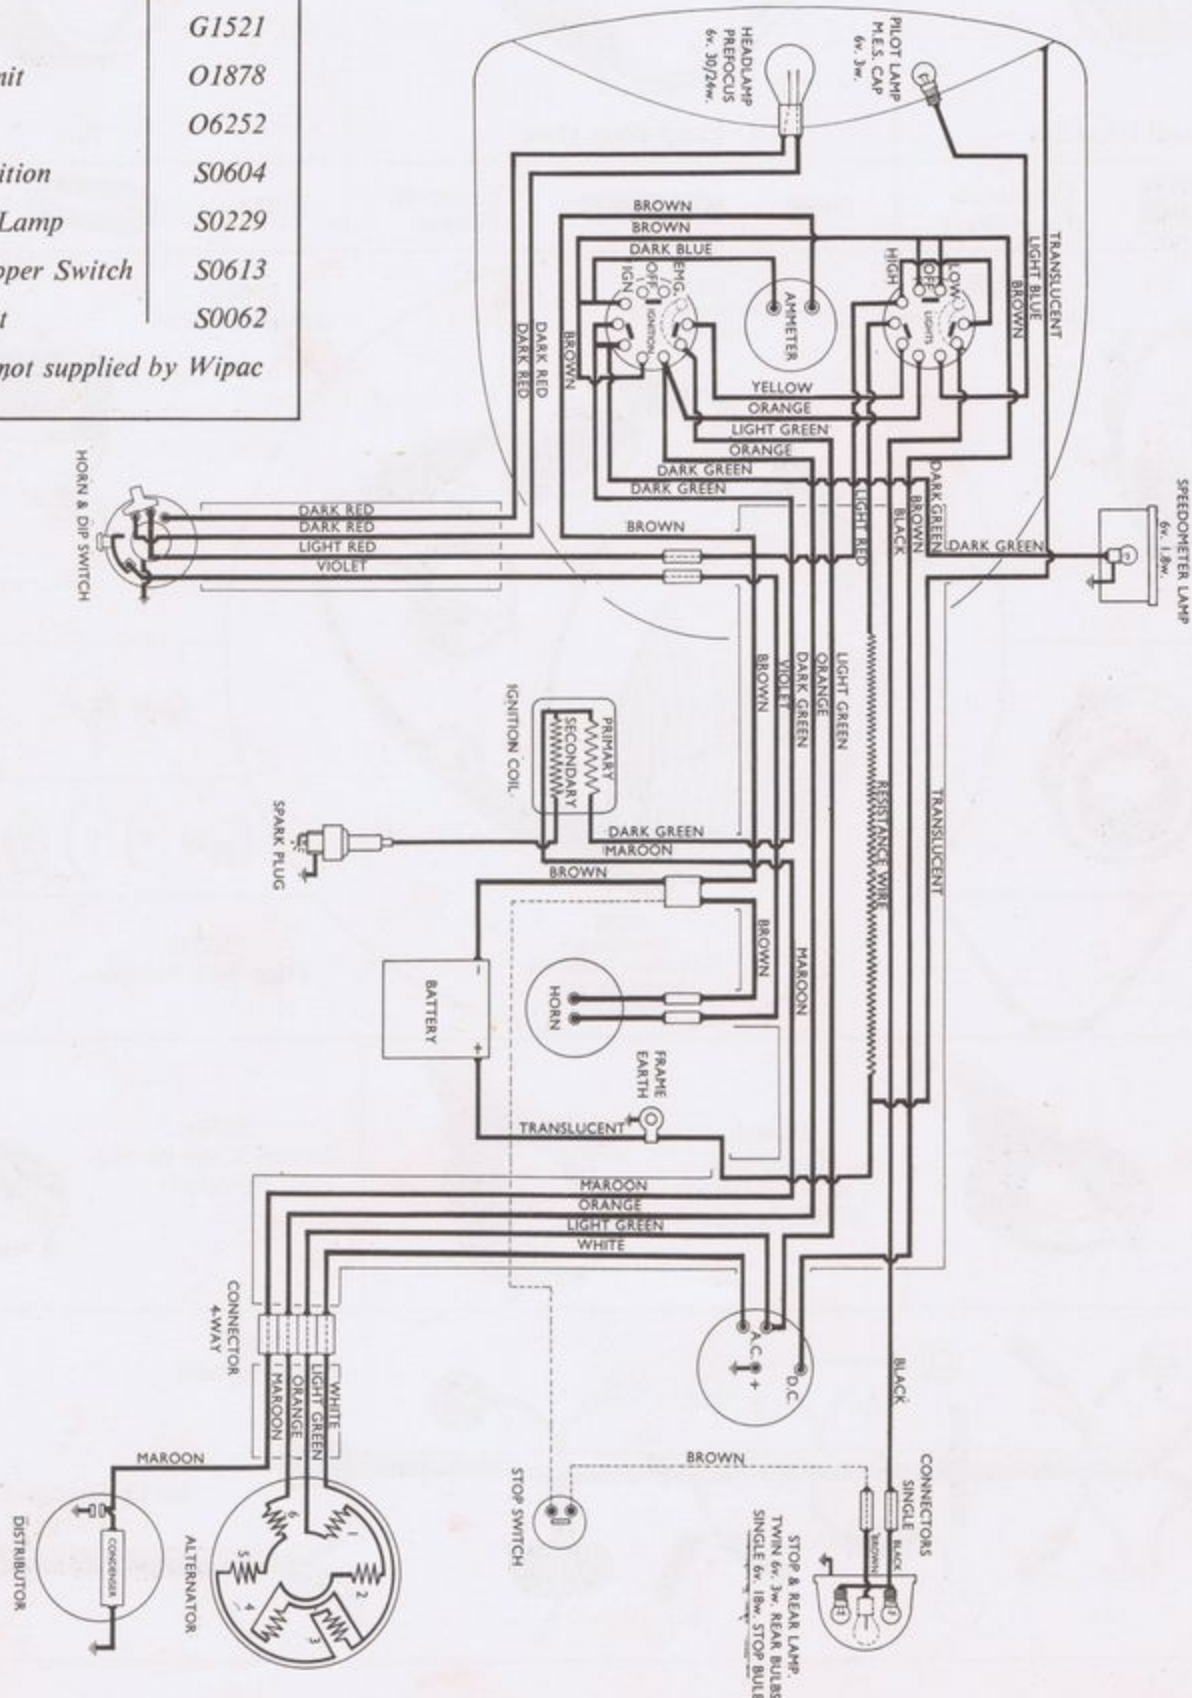 G1521
nit O1878
O6252
ition S0604
Lamp S0229
pper Switch S0613
t S0062
not supplied by Wipac
HEADLAMP
PREFOCUS
6v. 30/24w.
PILOT LAMP
M.E.S. CAP
6v. 3w.
TRANSLUCENT
LIGHT BLUE
BROWN
BROWN
BROWN
DARK BLUE
IGN
OFF
EMG.
IGNITION
AMMETER
HIGH
OFF
LOW
LIGHTS
DARK RED
DARK RED
BROWN
YELLOW
ORANGE
LIGHT GREEN
ORANGE
DARK GREEN
DARK GREEN
HORN & DIP SWITCH
DARK RED
DARK RED
LIGHT RED
VIOLET
BROWN
LIGHT RED
BLACK
BROWN
DARK GREEN
DARK GREEN
SPEEDOMETER LAMP
6v. 1.8w.
BROWN
VIOLET
DARK GREEN
ORANGE
LIGHT GREEN
IGNITION COIL
PRIMARY
SECONDARY
RESISTANCE WIRE
TRANSLUCENT
SPARK PLUG
DARK GREEN
MAROON
BROWN
BROWN
MAROON
- BATTERY +
HORN
FRAME
EARTH
TRANSLUCENT
MAROON
ORANGE
LIGHT GREEN
WHITE
CONNECTOR
4-WAY
A.C.
+
D.C.
WHITE
LIGHT GREEN
ORANGE
MAROON
BLACK
MAROON
BROWN
STOP SWITCH
CONNECTORS
SINGLE
BLACK
BROWN
DISTRIBUTOR
CONDENSER
ALTERNATOR
1
2
3
4
5
6
STOP & REAR LAMP.
TWIN 6v. 3w. REAR BULBS
SINGLE 6v. 18w. STOP BULB